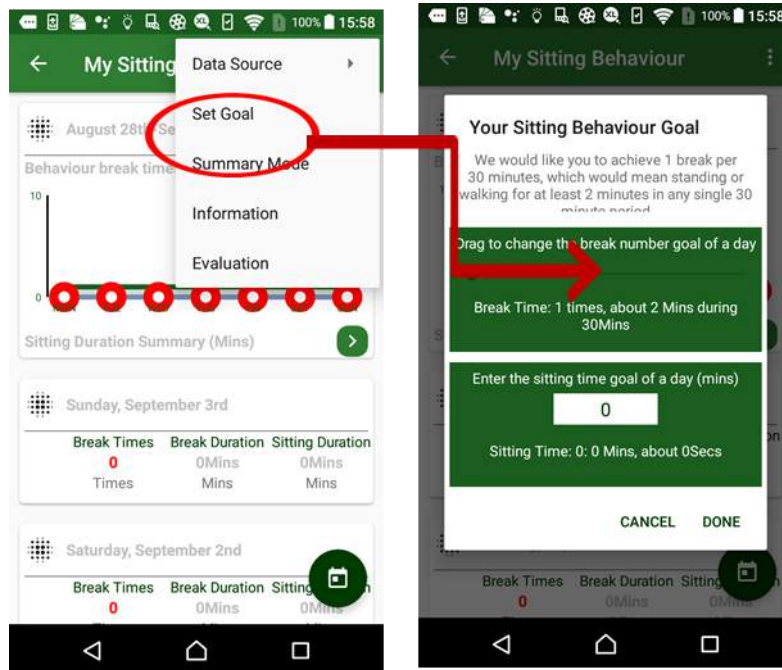 100% 15:58
My Sitting
Data Source
Set Goal
Summary Mode
Information
Evaluation
August 28th-Se
Behaviour break time
10
0
Sitting Duration Summary (Mins)
Sunday, September 3rd
Break Times Break Duration Sitting Duration
0 0Mins 0Mins
Times Mins Mins
Saturday, September 2nd
Break Times Break Duration Sitting n
0 0Mins 0Mins
100% 15:58
My Sitting Behaviour
Your Sitting Behaviour Goal
We would like you to achieve 1 break per
30 minutes, which would mean standing or
walking for at least 2 minutes in any single 30
minute period
Drag to change the break number goal of a day
Break Time: 1 times, about 2 Mins during
30Mins
Enter the sitting time goal of a day (mins)
0
Sitting Time: 0: 0 Mins, about 0Secs
CANCEL DONE
Break Times Break Duration Sitting n
0 0Mins 0Mins